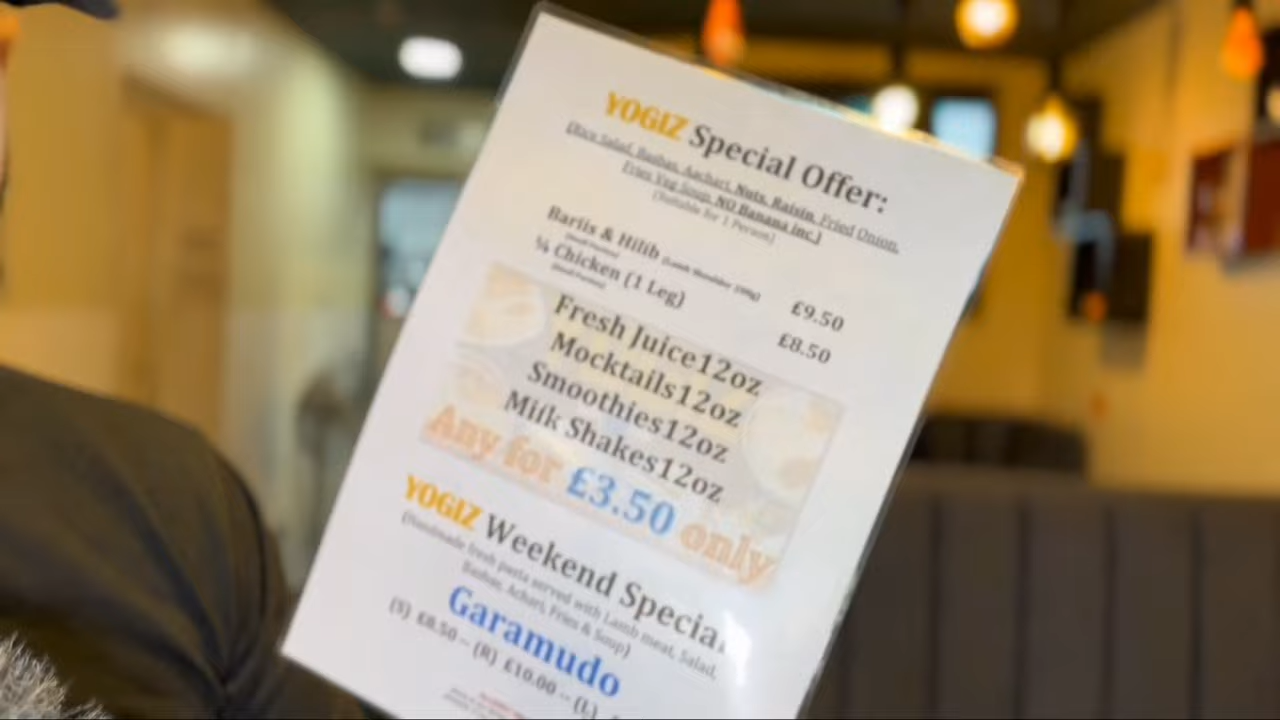 YOGIZ Special Offer:
(Rice Salad, Basbas, Aachari, Nuts, Raisin, Fried Onion,
Fries Veg Soup, NO Banana inc.)
(Suitable for 1 Person)
Bariis & Hilib (Lamb Shoulder £9.50
¼ Chicken (1 Leg) £8.50
Fresh Juice12oz
Mocktails12oz
Smoothies12oz
Milk Shakes12oz
Any for £3.50 only
YOGIZ Weekend Special
(Handmade fresh pasta served with Lamb meat, Salad,
Basbas, Achari, Fries & Soup)
Garamudo
(S) £8.50 -- (R) £10.00 -- (L)